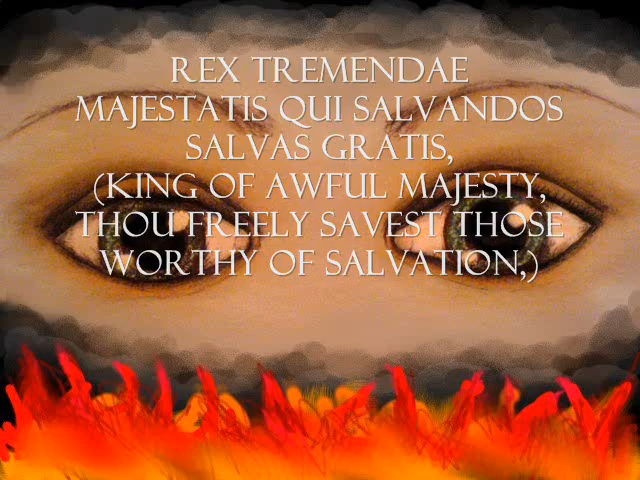 REX TREMENDAE
MAJESTATIS QUI SALVANDOS
SALVAS GRATIS,
(KING OF AWFUL MAJESTY,
THOU FREELY SAVEST THOSE
WORTHY OF SALVATION,)